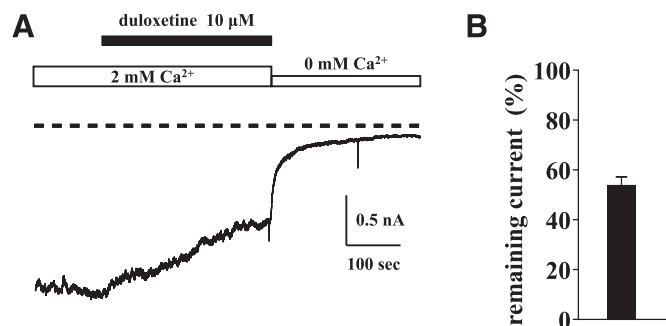 A
duloxetine 10 μM
2 mM Ca²⁺
0 mM Ca²⁺
0.5 nA
100 sec
B
remaining current (%)
100
80
60
40
20
0